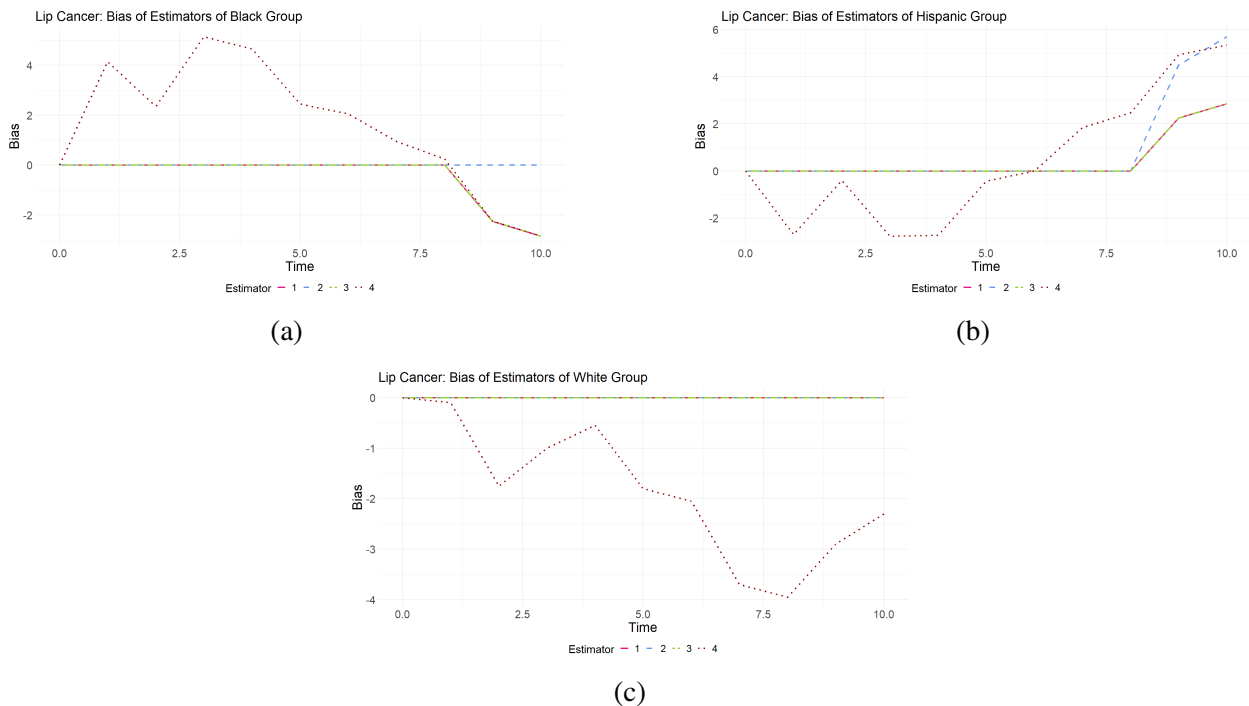 Lip Cancer: Bias of Estimators of Black Group
Bias
4
2
0
-2
0.0 2.5 5.0 7.5 10.0
Time
Estimator 1 2 3 4
(a)
Lip Cancer: Bias of Estimators of Hispanic Group
Bias
6
4
2
0
-2
0.0 2.5 5.0 7.5 10.0
Time
Estimator 1 2 3 4
(b)
Lip Cancer: Bias of Estimators of White Group
Bias
0
-1
-2
-3
-4
0.0 2.5 5.0 7.5 10.0
Time
Estimator 1 2 3 4
(c)